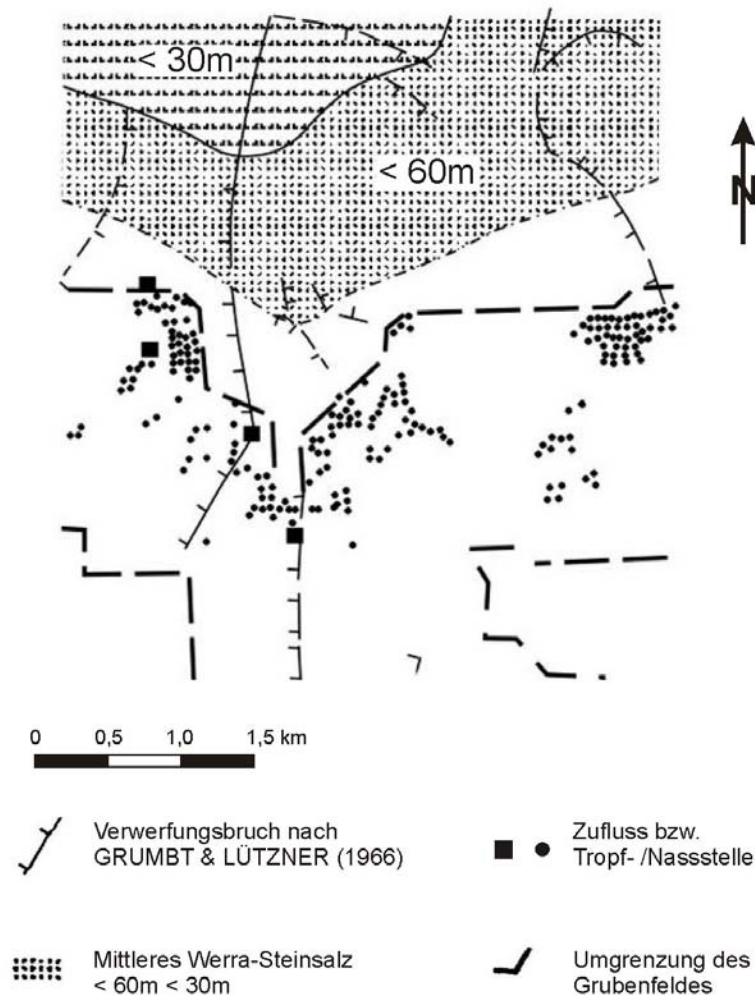 < 30m
< 60m
N
0 0,5 1,0 1,5 km
Verwerfungsbruch nach
GRUMBT & LÜTZNER (1966)
Zufluss bzw.
Tropf- /Nassstelle
Mittleres Werra-Steinsalz
< 60m < 30m
Umgrenzung des
Grubenfeldes